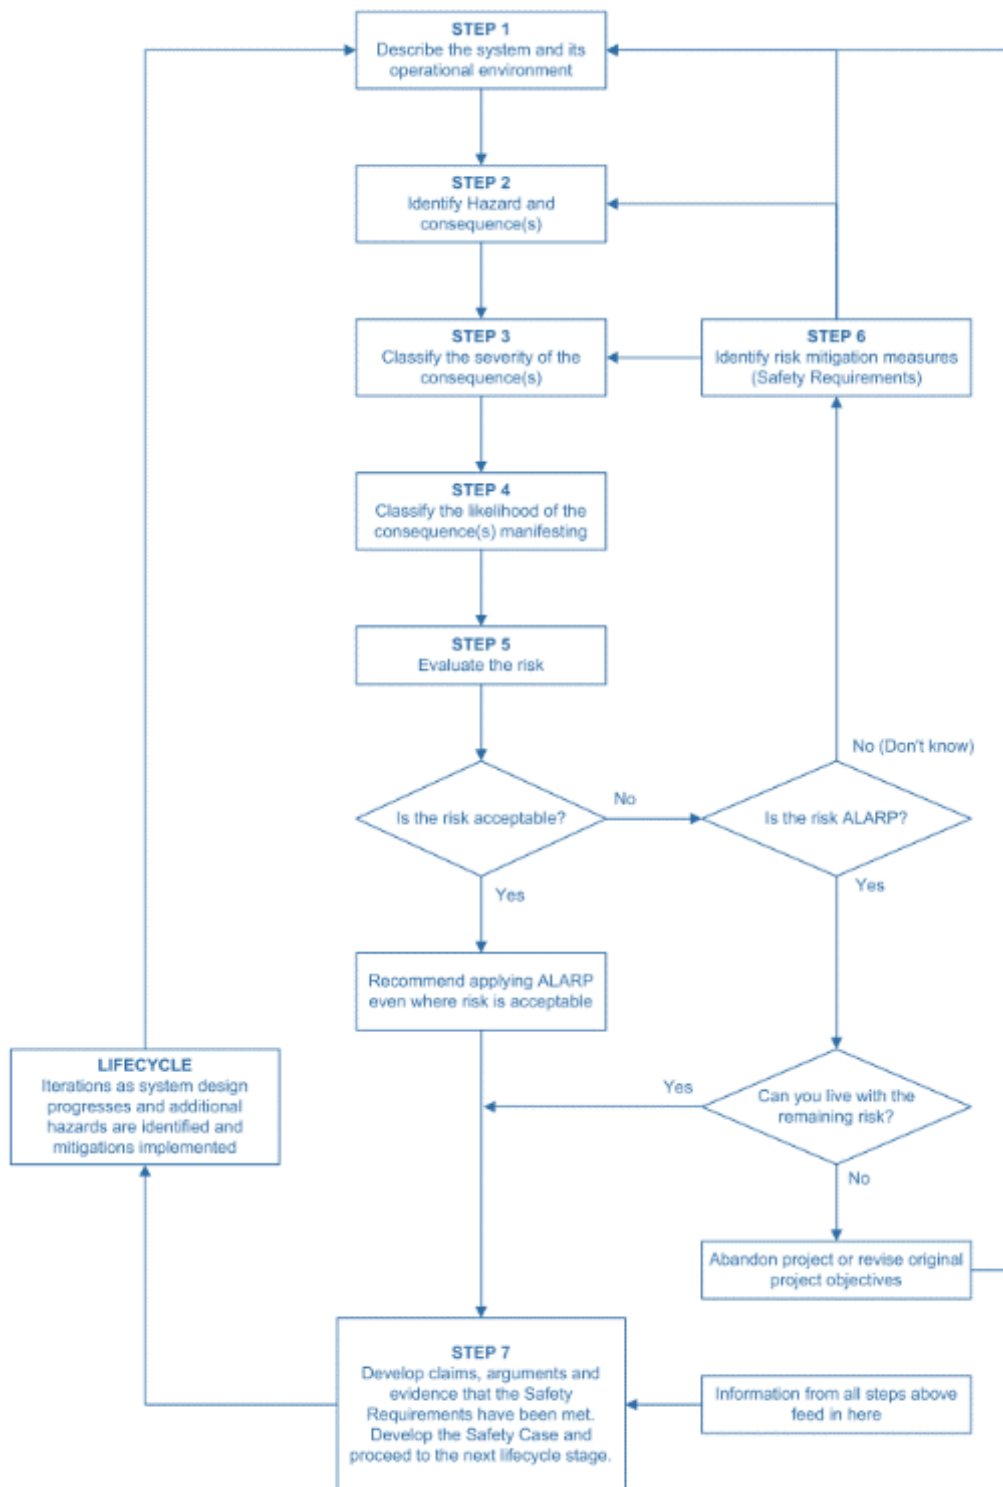 STEP 1
Describe the system and its
operational environment
STEP 2
Identify Hazard and
consequence(s)
STEP 3
Classify the severity of the
consequence(s)
STEP 6
Identify risk mitigation measures
(Safety Requirements)
STEP 4
Classify the likelihood of the
consequence(s) manifesting
STEP 5
Evaluate the risk
No (Don't know)
Is the risk acceptable?
No
Is the risk ALARP?
Yes
Yes
Recommend applying ALARP
even where risk is acceptable
LIFECYCLE
Iterations as system design
progresses and additional
hazards are identified and
mitigations implemented
Yes
Can you live with the
remaining risk?
No
Abandon project or revise original
project objectives
STEP 7
Develop claims, arguments and
evidence that the Safety
Requirements have been met.
Develop the Safety Case and
proceed to the next lifecycle stage.
Information from all steps above
feed in here